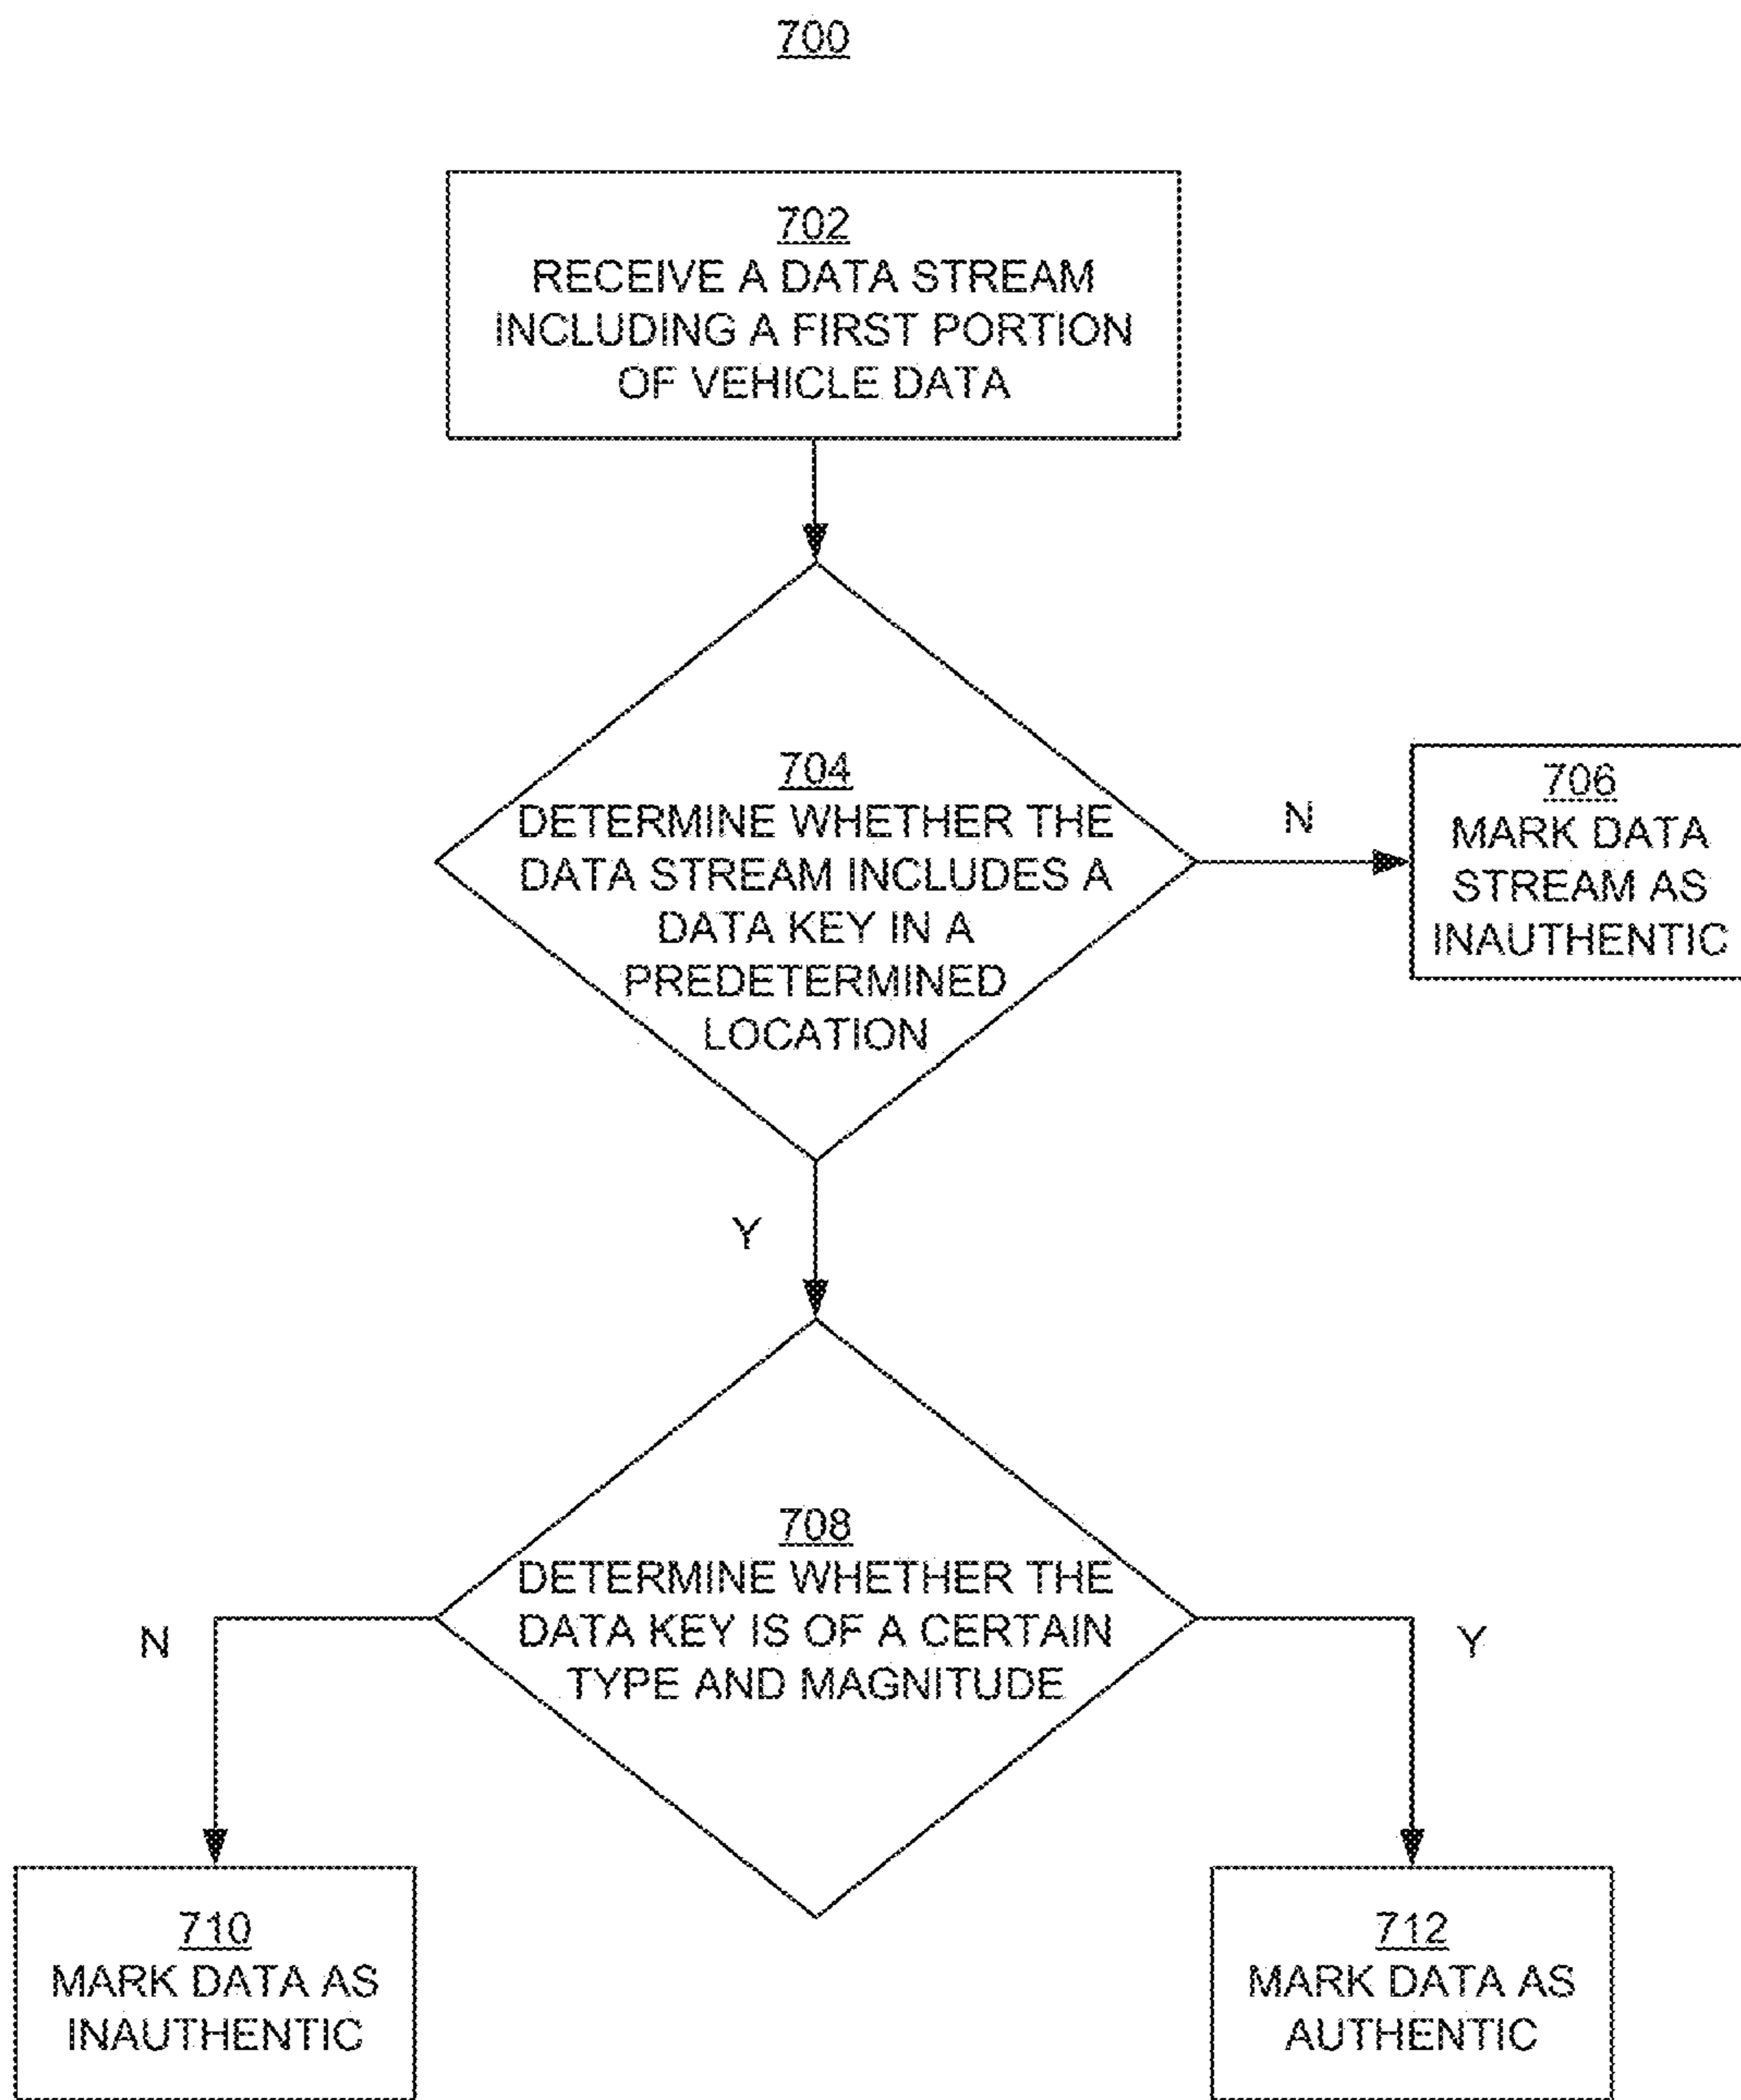 700
702
RECEIVE A DATA STREAM
INCLUDING A FIRST PORTION
OF VEHICLE DATA
704
DETERMINE WHETHER THE
DATA STREAM INCLUDES A
DATA KEY IN A
PREDETERMINED
LOCATION
N
706
MARK DATA
STREAM AS
INAUTHENTIC
Y
708
DETERMINE WHETHER THE
DATA KEY IS OF A CERTAIN
TYPE AND MAGNITUDE
N
Y
710
MARK DATA AS
INAUTHENTIC
712
MARK DATA AS
AUTHENTIC